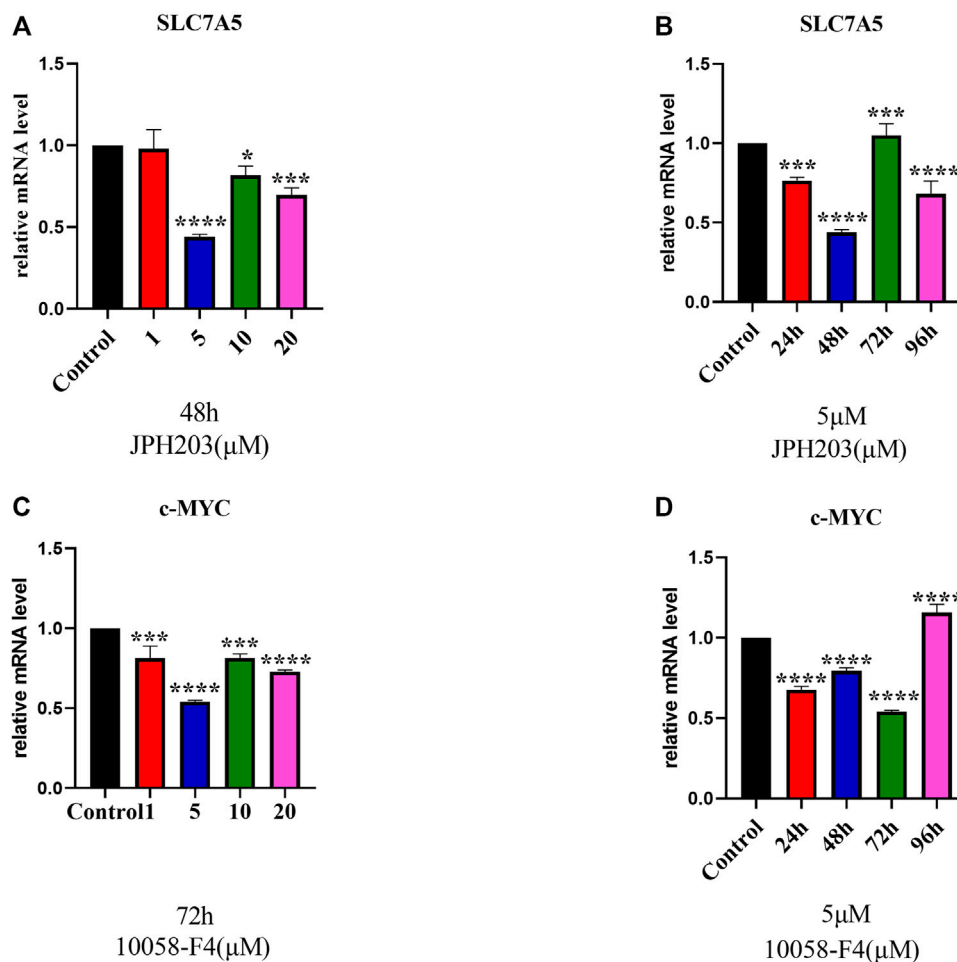 A
SLC7A5
relative mRNA level
1.5
1.0
0.5
0.0
*
***
****
Control
1
5
10
20
48h
JPH203(μM)
B
SLC7A5
relative mRNA level
1.5
1.0
0.5
0.0
***
***
****
****
Control
24h
48h
72h
96h
5μM
JPH203(μM)
C
c-MYC
relative mRNA level
1.5
1.0
0.5
0.0
***
****
***
****
Control1 5 10 20
72h
10058-F4(μM)
D
c-MYC
relative mRNA level
1.5
1.0
0.5
0.0
****
****
****
****
Control
24h
48h
72h
96h
5μM
10058-F4(μM)